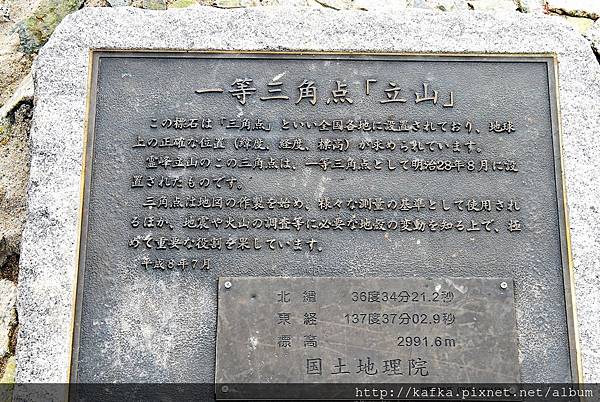 一等三角点「立山」
この標石は「三角点」といい全国各地に設置されており、地球
上の正確な位置（緯度、経度、標高）が求められています。
霊峰立山のこの三角点は、一等三角点として明治28年8月に設
置されたものです。
三角点は地図の作製を始め、様々な測量の基準として使用され
るほか、地震や火山の調査等に必要な地殻の変動を知る上で、極
めて重要な役割を果しています。
平成8年7月
北緯 36度34分21.2秒
東経 137度37分02.9秒
標高 2991.6m
国土地理院
http://kafka.pixnet.net/album